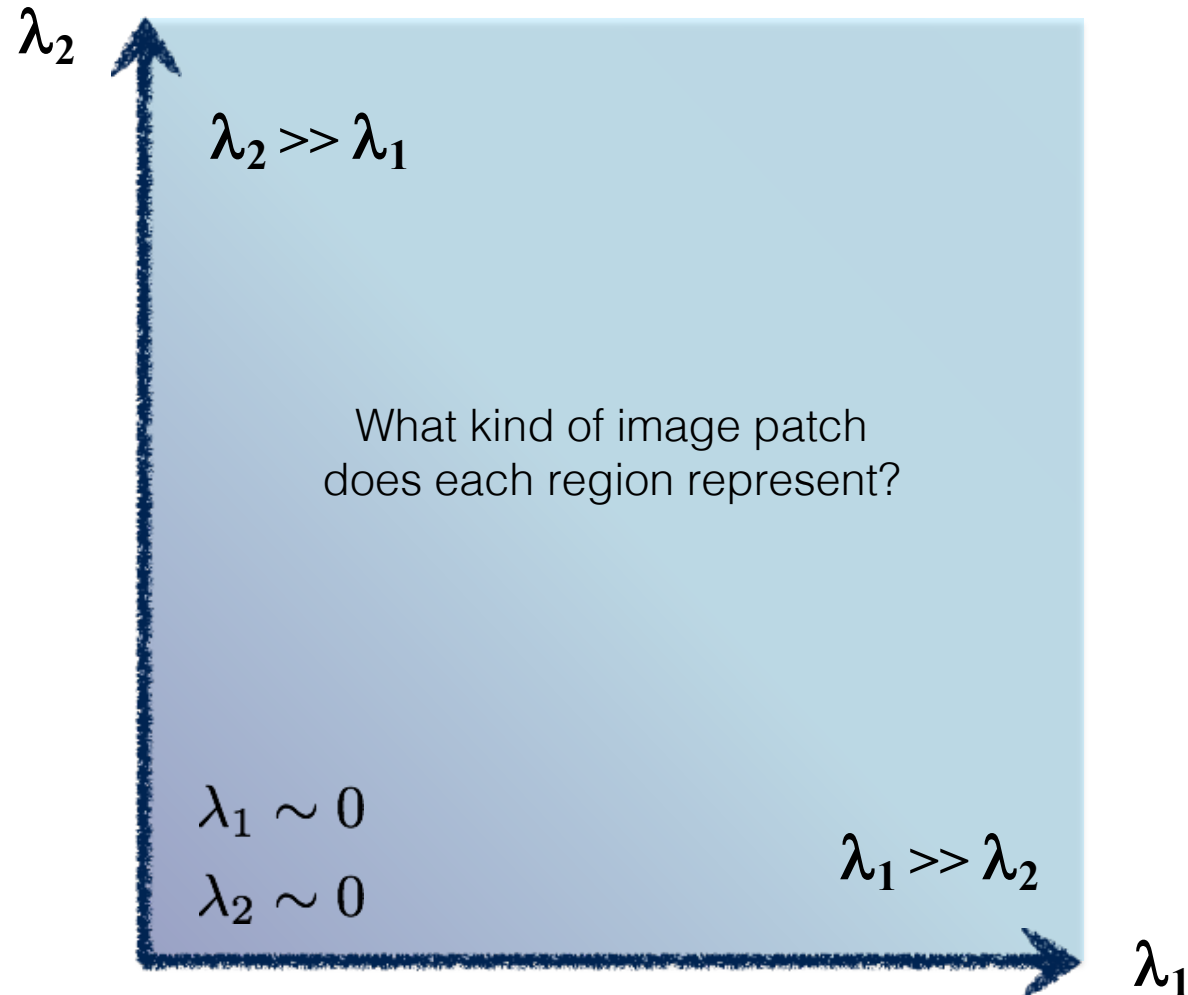 λ₂
λ₂ >> λ₁
What kind of image patch
does each region represent?
λ₁ ∼ 0
λ₂ ∼ 0
λ₁ >> λ₂
λ₁